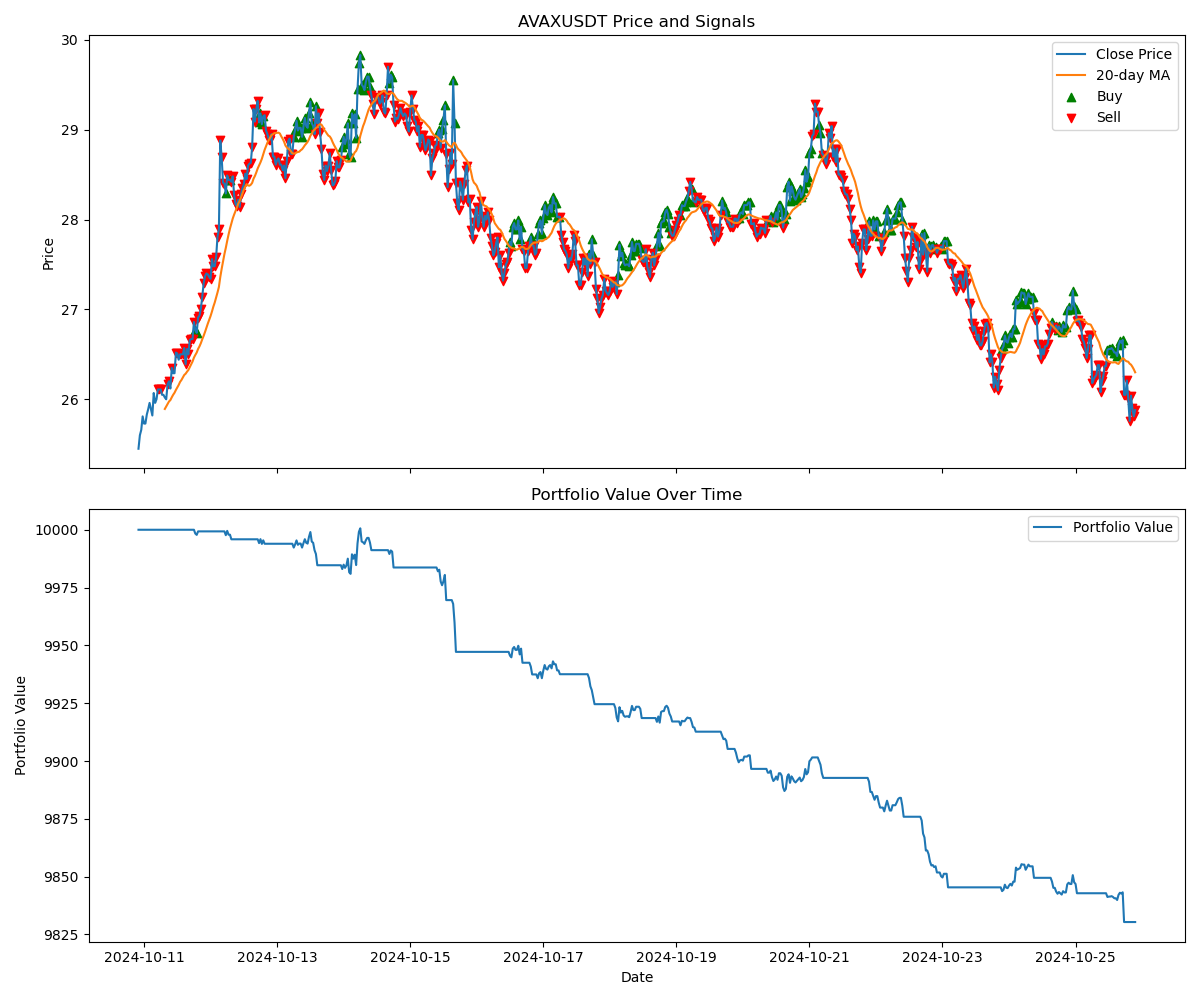 AVAXUSDT Price and Signals
30
29
28
27
26
Price
Close Price
20-day MA
Buy
Sell
Portfolio Value Over Time
10000
9975
9950
9925
9900
9875
9850
9825
Portfolio Value
Portfolio Value
2024-10-11
2024-10-13
2024-10-15
2024-10-17
2024-10-19
2024-10-21
2024-10-23
2024-10-25
Date